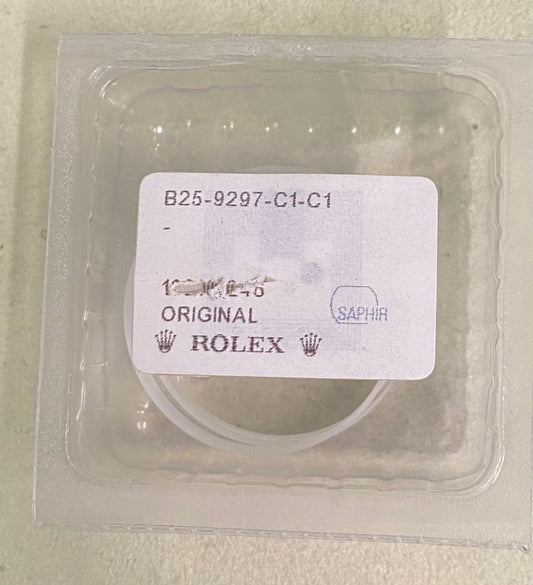 B25-9297-C1-C1
-
ORIGINAL
SAPHIR
ROLEX